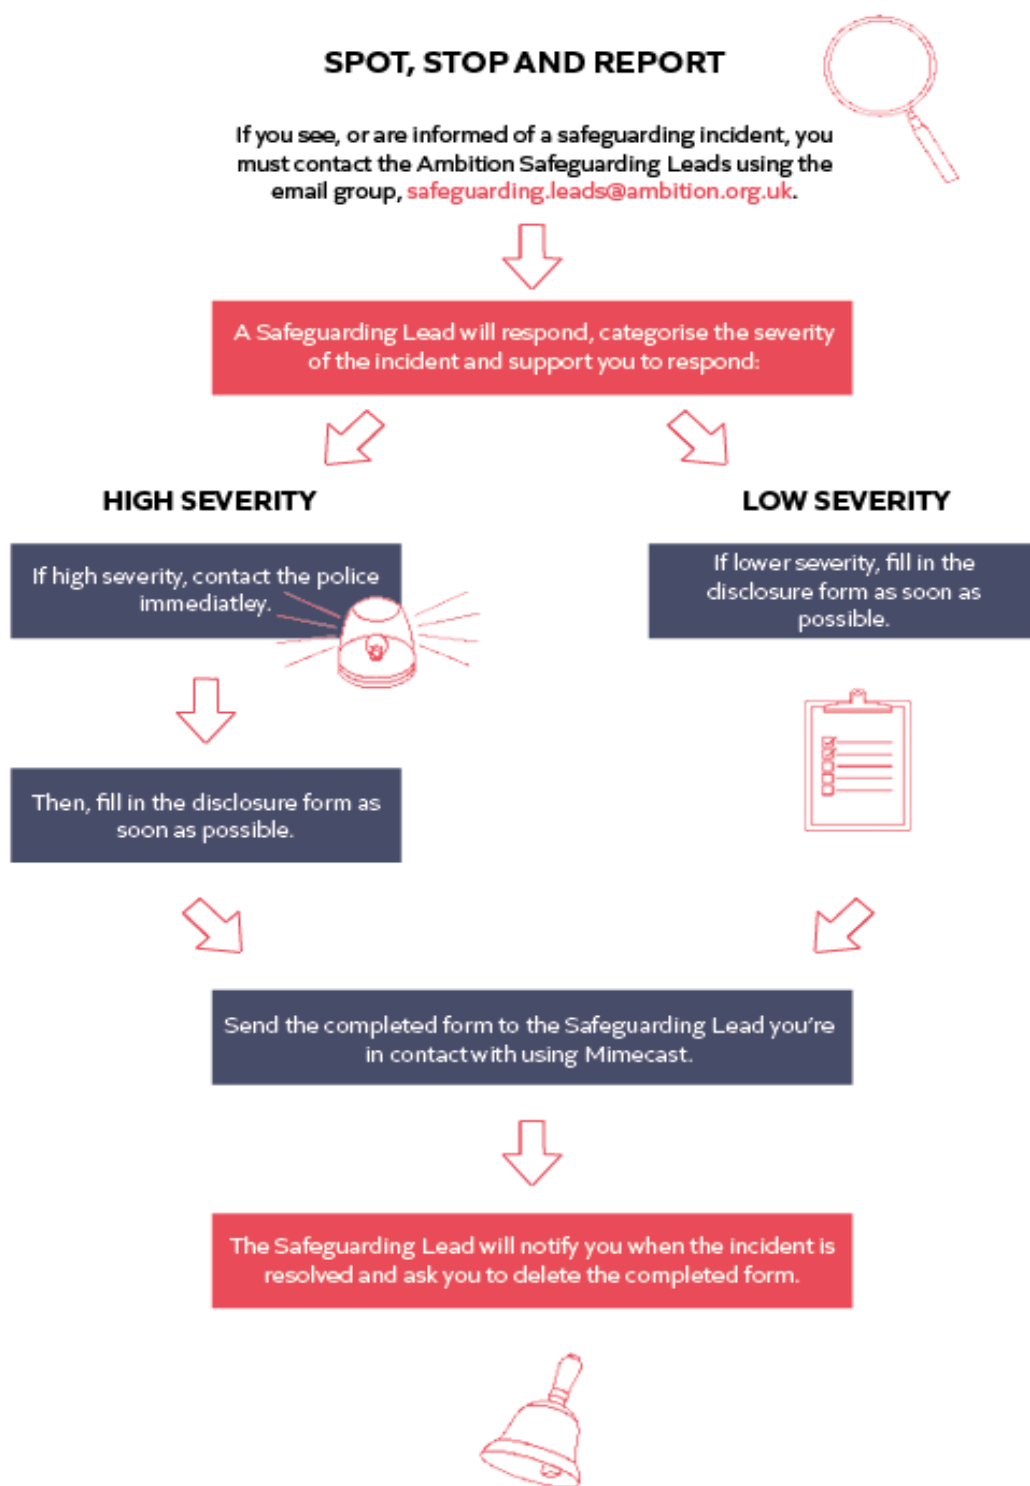 SPOT, STOP AND REPORT
If you see, or are informed of a safeguarding incident, you
must contact the Ambition Safeguarding Leads using the
email group, safeguarding.leads@ambition.org.uk.
A Safeguarding Lead will respond, categorise the severity
of the incident and support you to respond:
HIGH SEVERITY
If high severity, contact the police
immediatley.
Then, fill in the disclosure form as
soon as possible.
LOW SEVERITY
If lower severity, fill in the
disclosure form as soon as
possible.
Send the completed form to the Safeguarding Lead you're
in contact with using Mimecast.
The Safeguarding Lead will notify you when the incident is
resolved and ask you to delete the completed form.